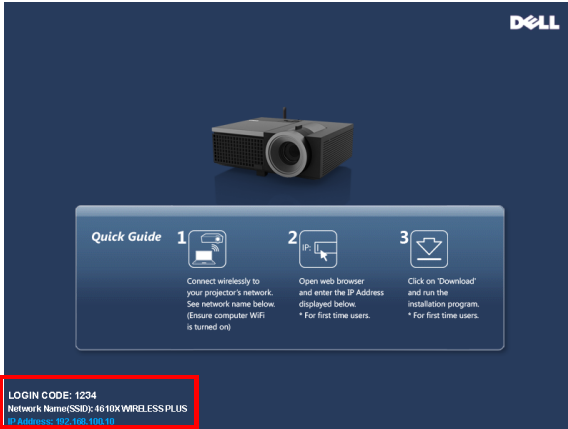 DELL
Quick Guide
1
Connect wirelessly to
your projector's network.
See network name below.
(Ensure computer WiFi
is turned on)
2
IP:
Open web browser
and enter the IP Address
displayed below.
* For first time users.
3
Click on 'Download'
and run the
installation program.
* For first time users.
LOGIN CODE: 1234
Network Name(SSID): 4610X WIRELESS PLUS
IP Address: 192.168.100.10